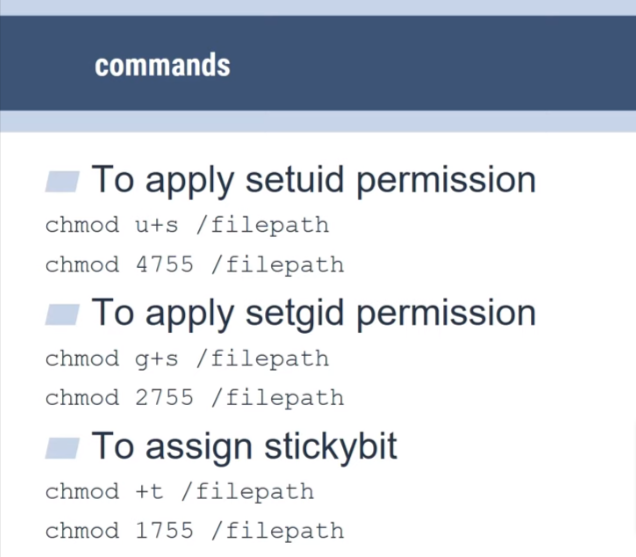 commands
To apply setuid permission
chmod u+s /filepath
chmod 4755 /filepath
To apply setgid permission
chmod g+s /filepath
chmod 2755 /filepath
To assign stickybit
chmod +t /filepath
chmod 1755 /filepath